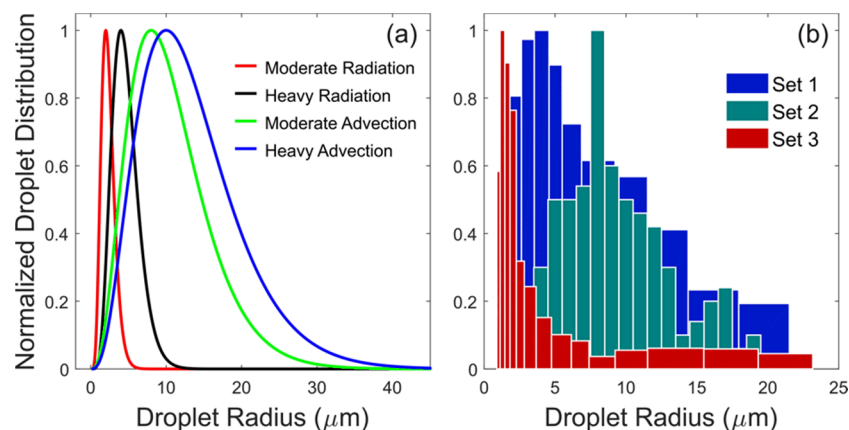 Normalized Droplet Distribution
1
0.8
0.6
0.4
0.2
0
(a)
Moderate Radiation
Heavy Radiation
Moderate Advection
Heavy Advection
0 10 20 30 40
Droplet Radius (μm)
1
0.8
0.6
0.4
0.2
0
(b)
Set 1
Set 2
Set 3
0 5 10 15 20 25
Droplet Radius (μm)